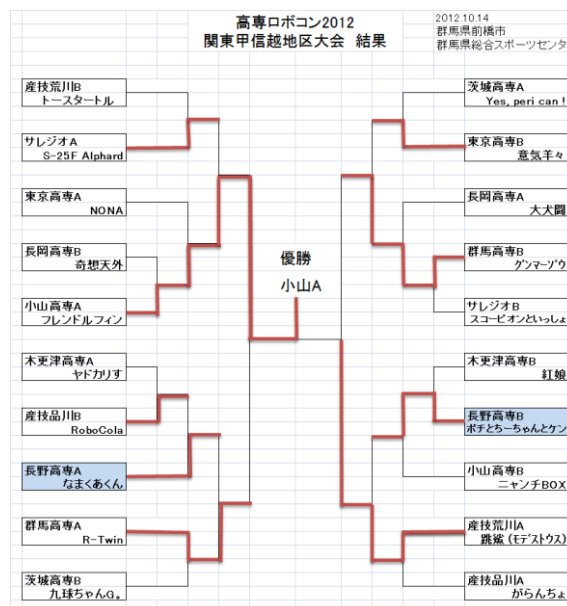 高専ロボコン2012
関東甲信越地区大会 結果
2012.10.14
群馬県前橋市
群馬県総合スポーツセンタ
産技荒川B
トースタートル
サレジオA
S-25F Alphard
東京高専A
NONA
長岡高専B
奇想天外
小山高専A
フレンドルフィン
木更津高専A
ヤドカリす
産技品川B
RoboCola
長野高専A
なまくあくん
群馬高専A
R-Twin
茨城高専B
九球ちゃんG。
優勝
小山A
茨城高専A
Yes, peri can !
東京高専B
意気羊々
長岡高専A
大犬闘
群馬高専B
グンマーゾウ
サレジオB
スコーピオンといっしょ
木更津高専B
紅娘
長野高専B
ポチとちーちゃんとケン
小山高専B
ニャンチBOX
産技荒川A
跳鯊（モデストウス）
産技品川A
がらんちょ